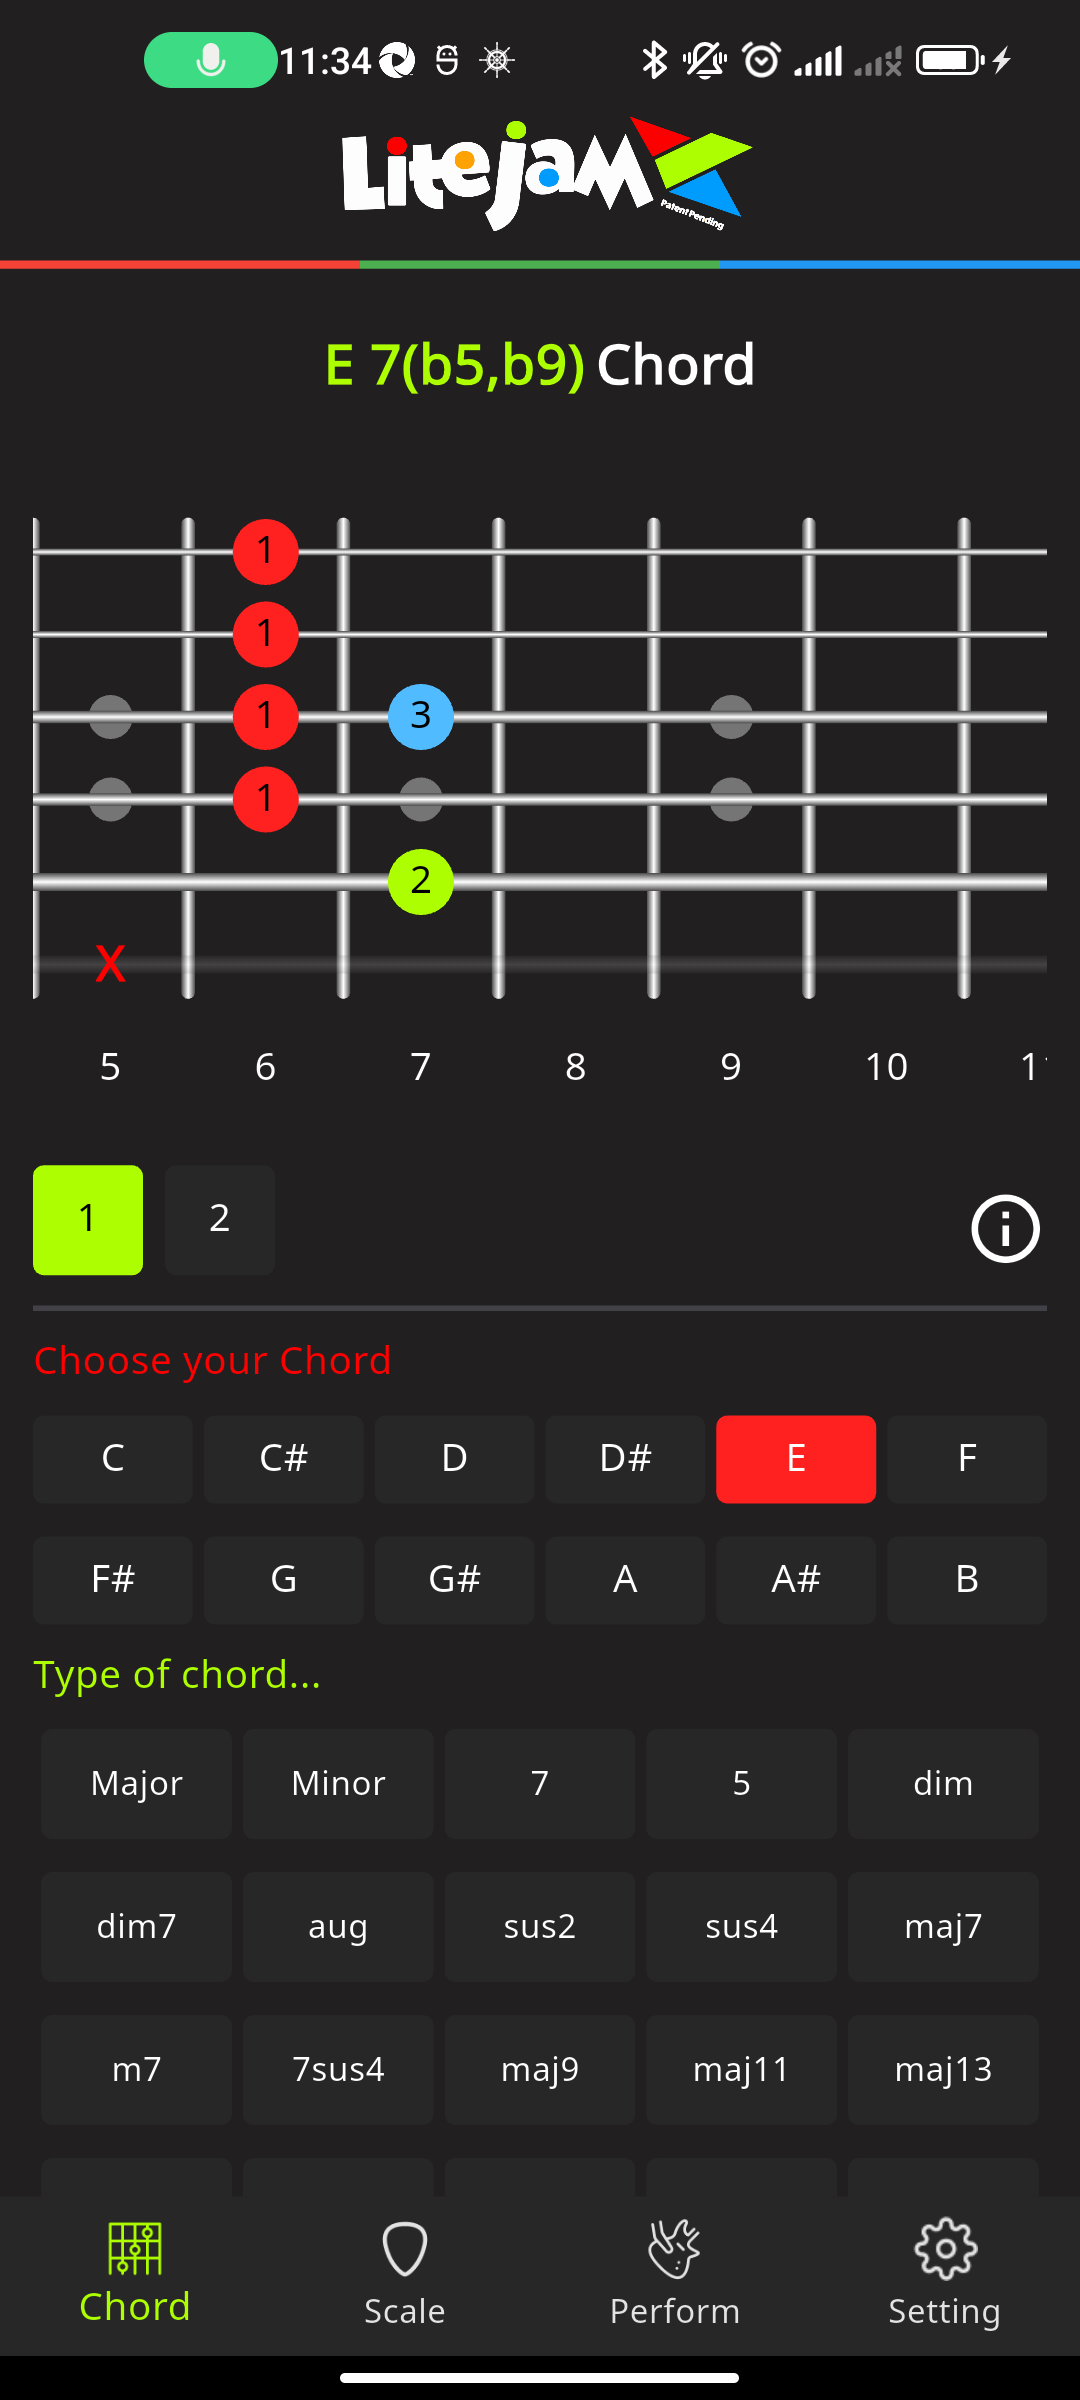 11:34
Litejam
Patent Pending
E 7(b5,b9) Chord
1
1
1 3
1
2
X
5 6 7 8 9 10
1 2
Choose your Chord
C C# D D# E F
F# G G# A A# B
Type of chord...
Major Minor 7 5 dim
dim7 aug sus2 sus4 maj7
m7 7sus4 maj9 maj11 maj13
Chord Scale Perform Setting